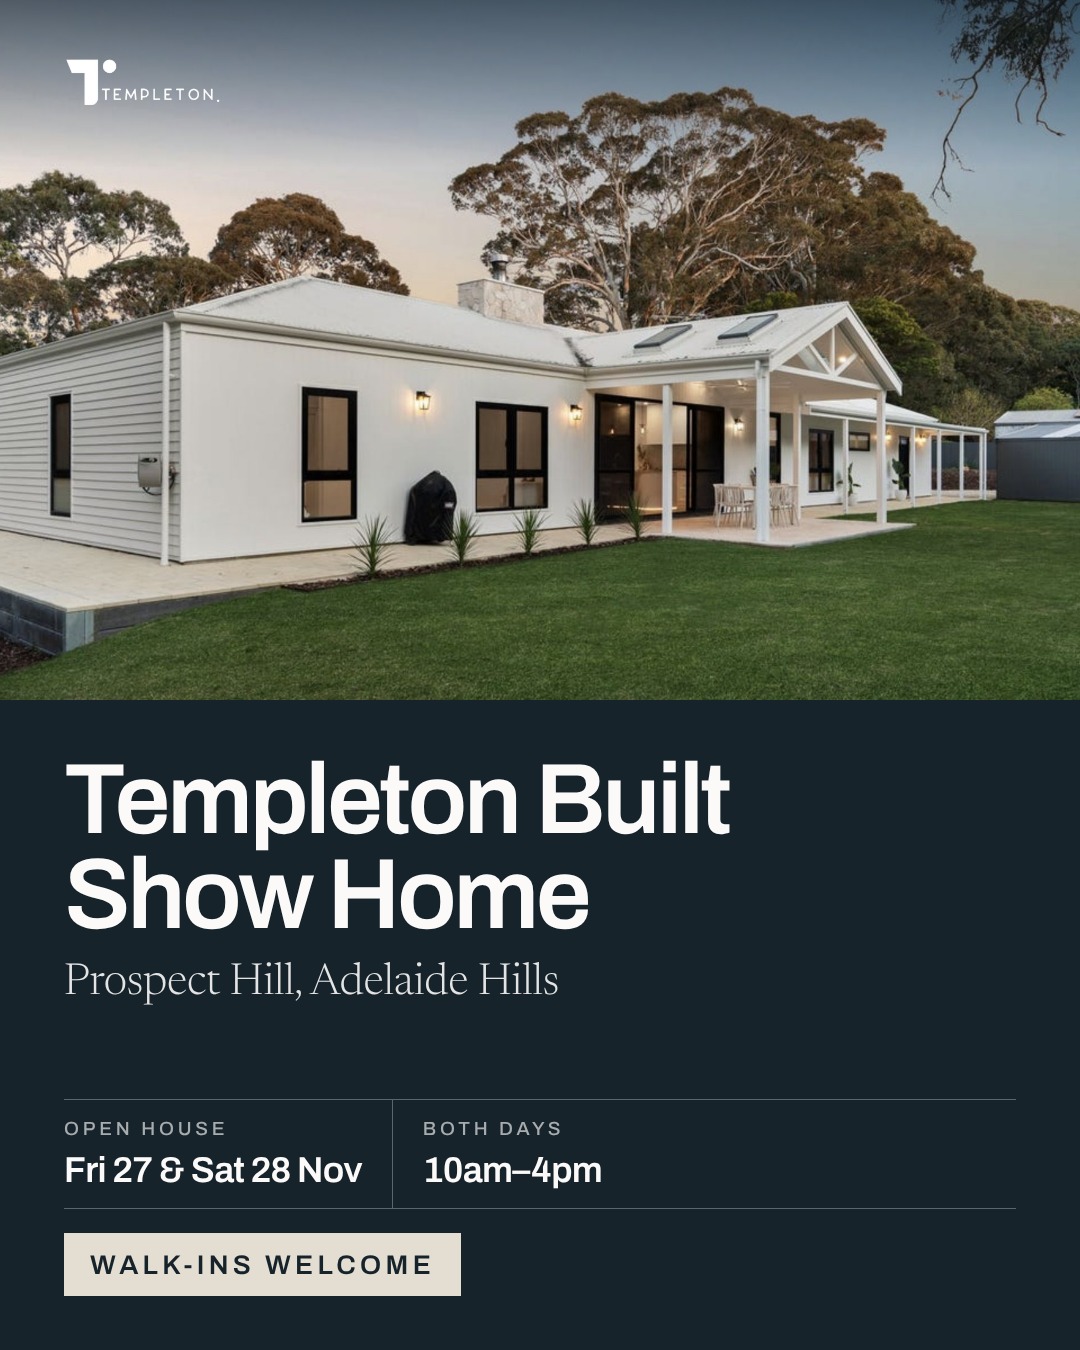 TEMPLETON.
Templeton Built
Show Home
Prospect Hill, Adelaide Hills
OPEN HOUSE
Fri 27 & Sat 28 Nov
BOTH DAYS
10am–4pm
WALK-INS WELCOME